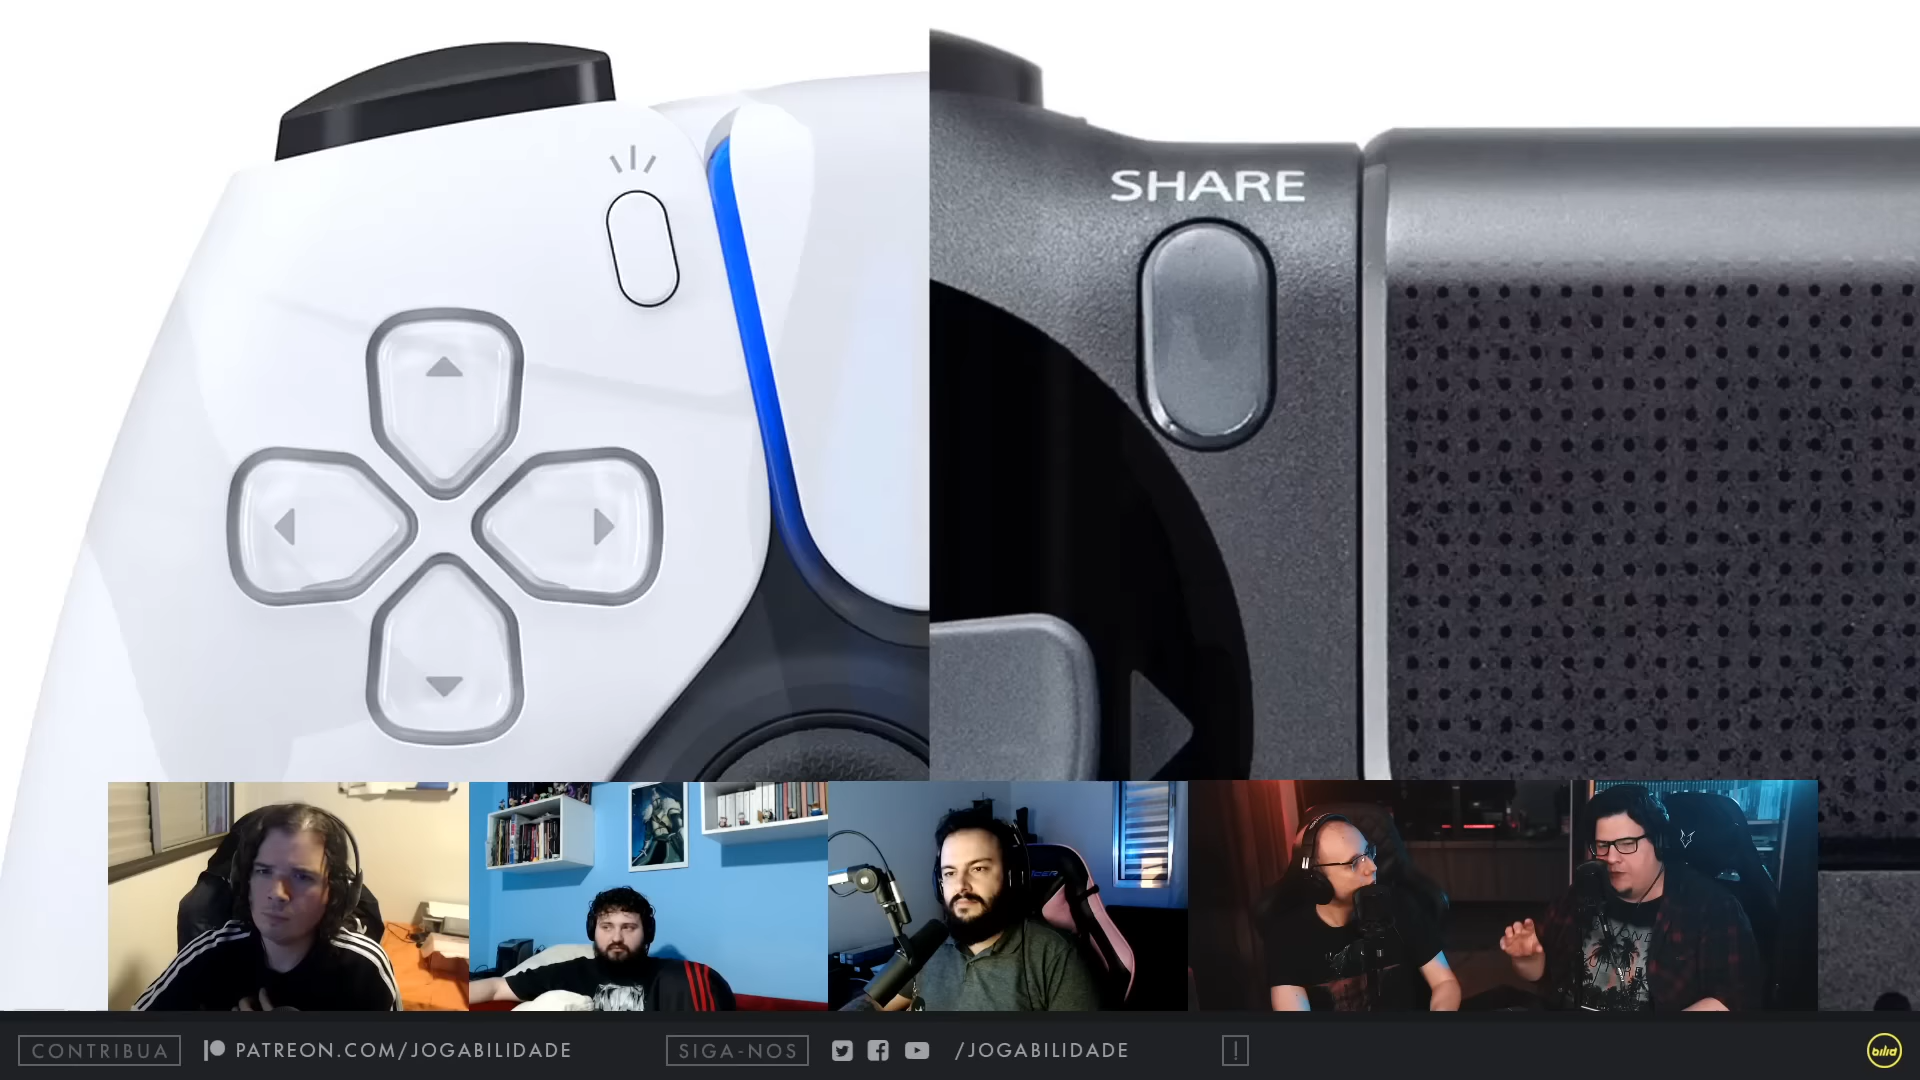 SHARE
CONTRIBUA
PATREON.COM/JOGABILIDADE
SIGA-NOS
/JOGABILIDADE
!